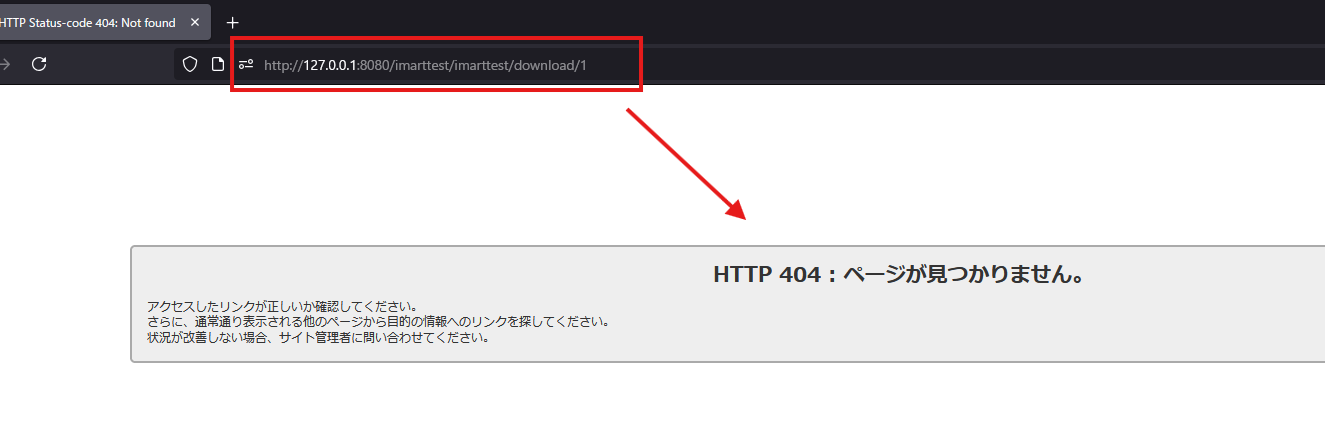 HTTP Status-code 404: Not found
http://127.0.0.1:8080/imarttest/imarttest/download/1
HTTP 404 : ページが見つかりません。
アクセスしたリンクが正しいか確認してください。
さらに、通常通り表示される他のページから目的の情報へのリンクを探してください。
状況が改善しない場合、サイト管理者に問い合わせてください。